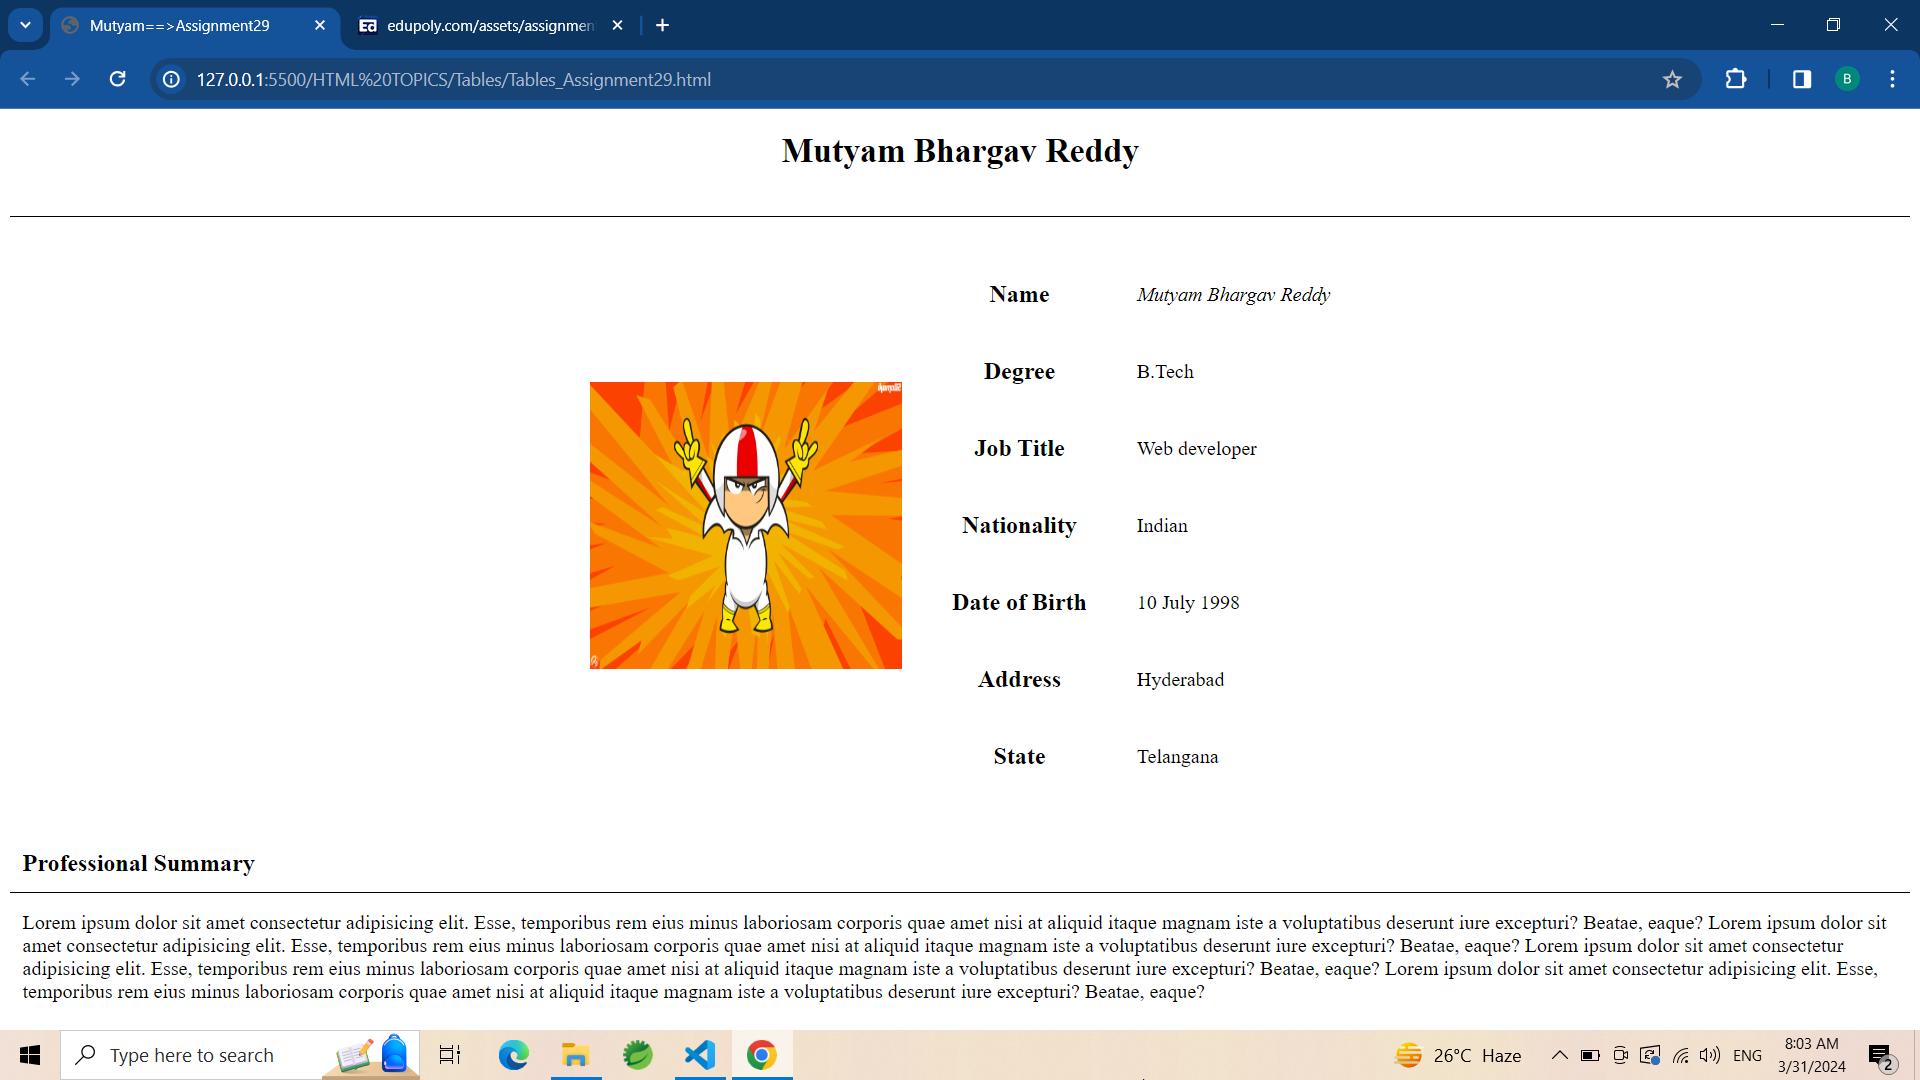 Mutyam==>Assignment29
edupoly.com/assets/assignmen
127.0.0.1:5500/HTML%20TOPICS/Tables/Tables_Assignment29.html
B
Mutyam Bhargav Reddy
Name Mutyam Bhargav Reddy
Degree B.Tech
Job Title Web developer
Nationality Indian
Date of Birth 10 July 1998
Address Hyderabad
State Telangana
Professional Summary
Lorem ipsum dolor sit amet consectetur adipisicing elit. Esse, temporibus rem eius minus laboriosam corporis quae amet nisi at aliquid itaque magnam iste a voluptatibus deserunt iure excepturi? Beatae, eaque? Lorem ipsum dolor sit
amet consectetur adipisicing elit. Esse, temporibus rem eius minus laboriosam corporis quae amet nisi at aliquid itaque magnam iste a voluptatibus deserunt iure excepturi? Beatae, eaque? Lorem ipsum dolor sit amet consectetur
adipisicing elit. Esse, temporibus rem eius minus laboriosam corporis quae amet nisi at aliquid itaque magnam iste a voluptatibus deserunt iure excepturi? Beatae, eaque? Lorem ipsum dolor sit amet consectetur adipisicing elit. Esse,
temporibus rem eius minus laboriosam corporis quae amet nisi at aliquid itaque magnam iste a voluptatibus deserunt iure excepturi? Beatae, eaque?
Type here to search
26°C Haze
ENG
8:03 AM
3/31/2024
2